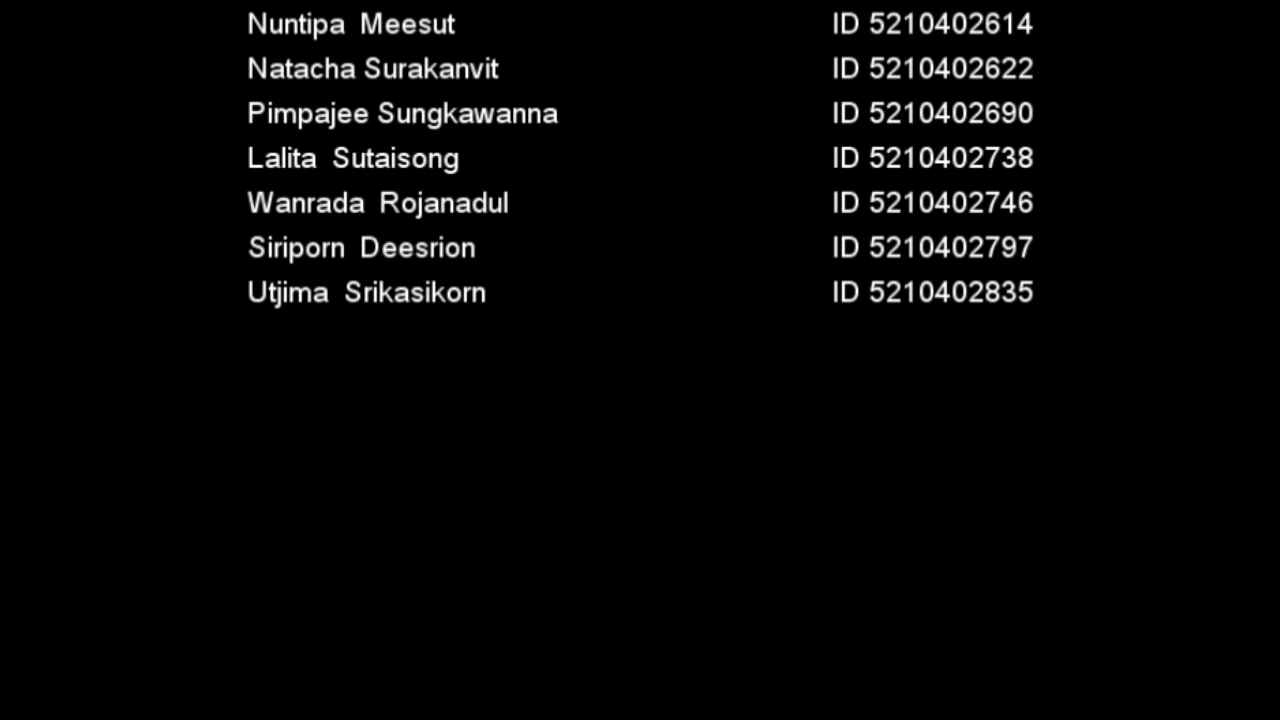 Nuntipa  Meesut ID 5210402614
Natacha Surakanvit ID 5210402622
Pimpajee Sungkawanna ID 5210402690
Lalita  Sutaisong ID 5210402738
Wanrada  Rojanadul ID 5210402746
Siriporn  Deesrion ID 5210402797
Utjima  Srikasikorn ID 5210402835